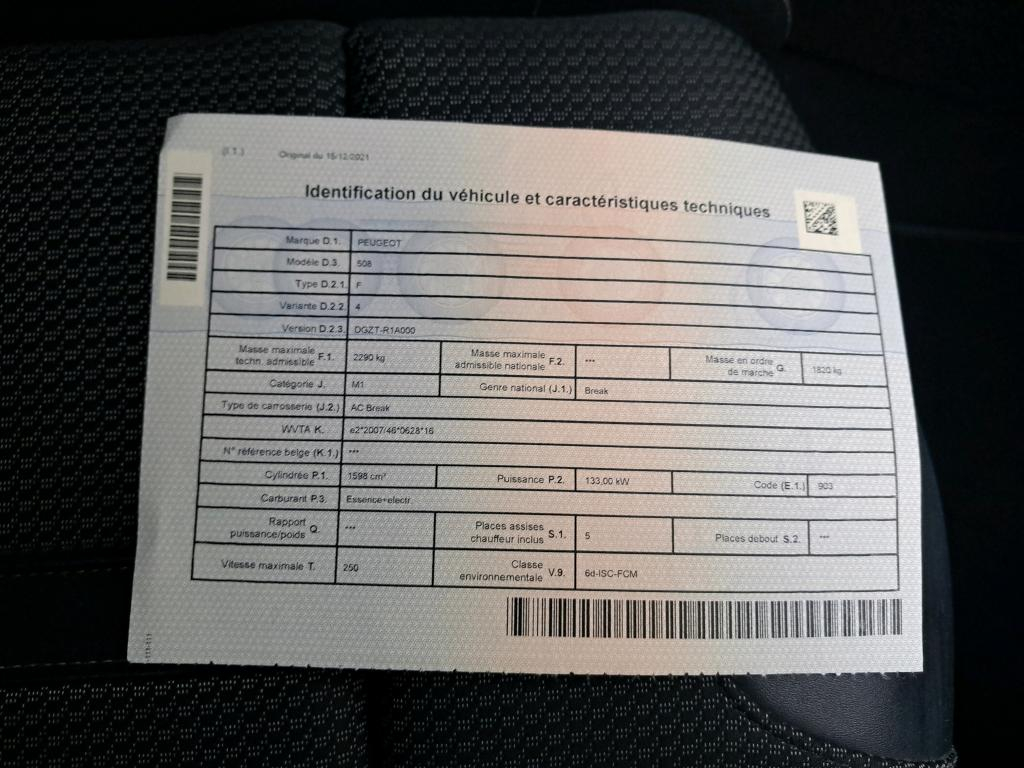 (I.1.) Original du 15/12/2021
Identification du véhicule et caractéristiques techniques
Marque D.1. PEUGEOT
Modèle D.3. 508
Type D.2.1. F
Variante D.2.2. 4
Version D.2.3. DGZT-R1A000
Masse maximale techn. admissible F.1. 2290 kg Masse maximale admissible nationale F.2. *** Masse en ordre de marche G. 1820 kg
Catégorie J. M1 Genre national (J.1.) Break
Type de carrosserie (J.2.) AC Break
WVTA K. e2*2007/46*0628*16
N° référence belge (K.1.) ***
Cylindrée P.1. 1598 cm³ Puissance P.2. 133,00 kW Code (E.1.) 903
Carburant P.3. Essence+electr.
Rapport puissance/poids Q. *** Places assises chauffeur inclus S.1. 5 Places debout S.2. ***
Vitesse maximale T. 250 Classe environnementale V.9. 6d-ISC-FCM